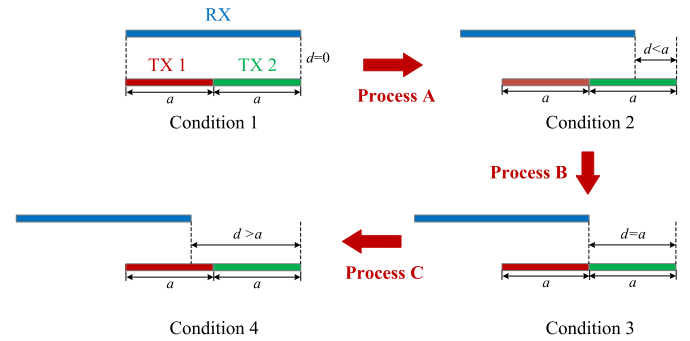 RX
TX 1 TX 2
d=0
a a
Condition 1
Process A
d<a
a a
Condition 2
Process B
d=a
a a
Condition 3
Process C
d >a
a a
Condition 4